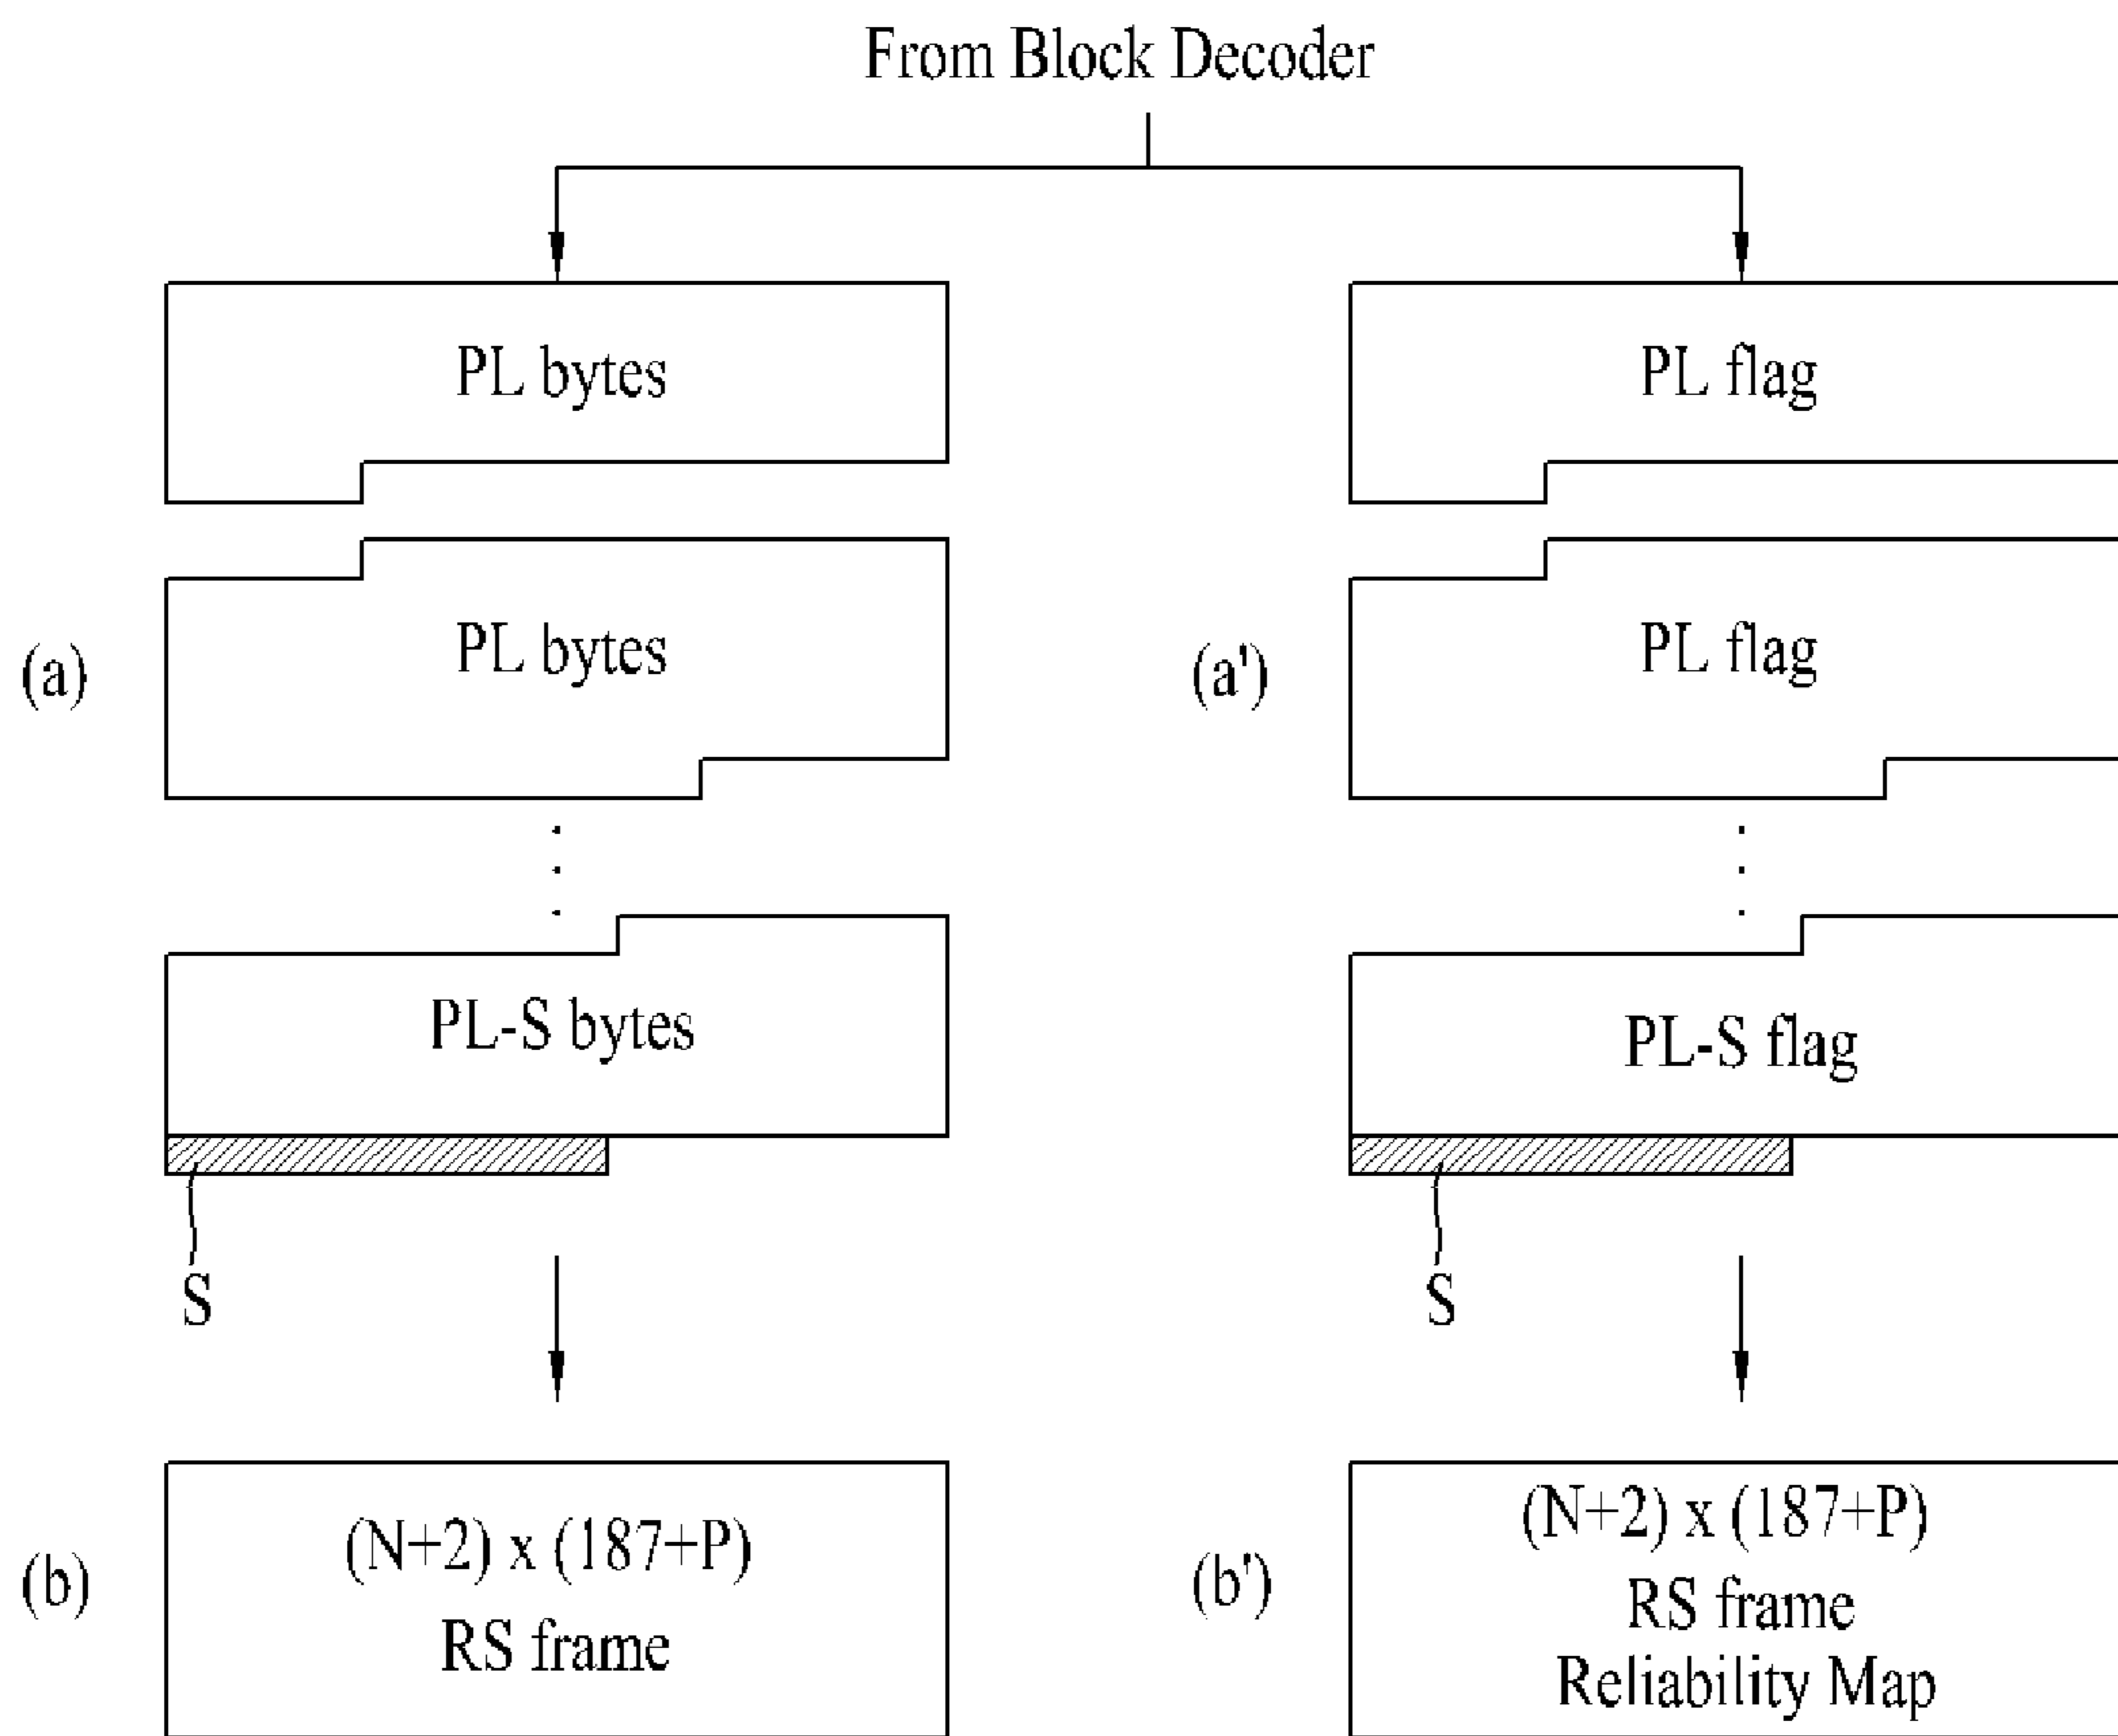 From Block Decoder
PL bytes
PL flag
PL bytes
PL flag
(a)
(a')
PL-S bytes
PL-S flag
S
S
(b)
(N+2) x (187+P)
RS frame
(b')
(N+2) x (187+P)
RS frame
Reliability Map